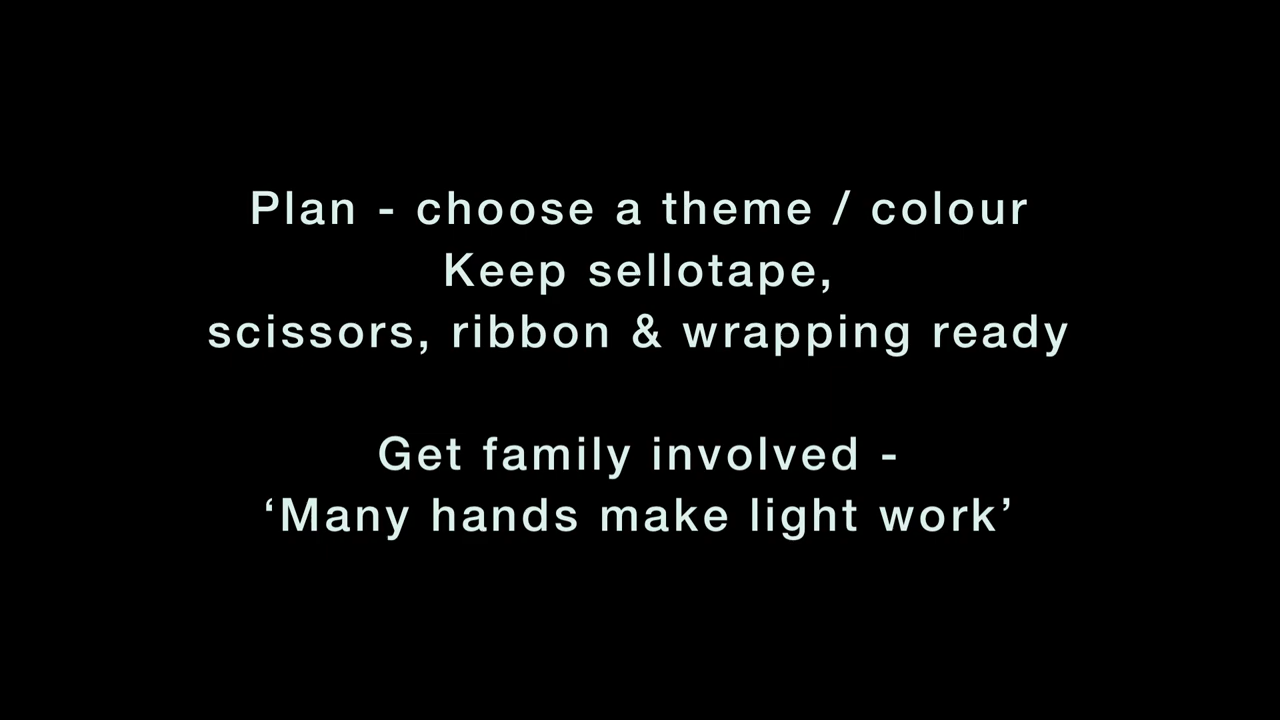 Plan - choose a theme / colour
Keep sellotape,
scissors, ribbon & wrapping ready
Get family involved -
‘Many hands make light work’